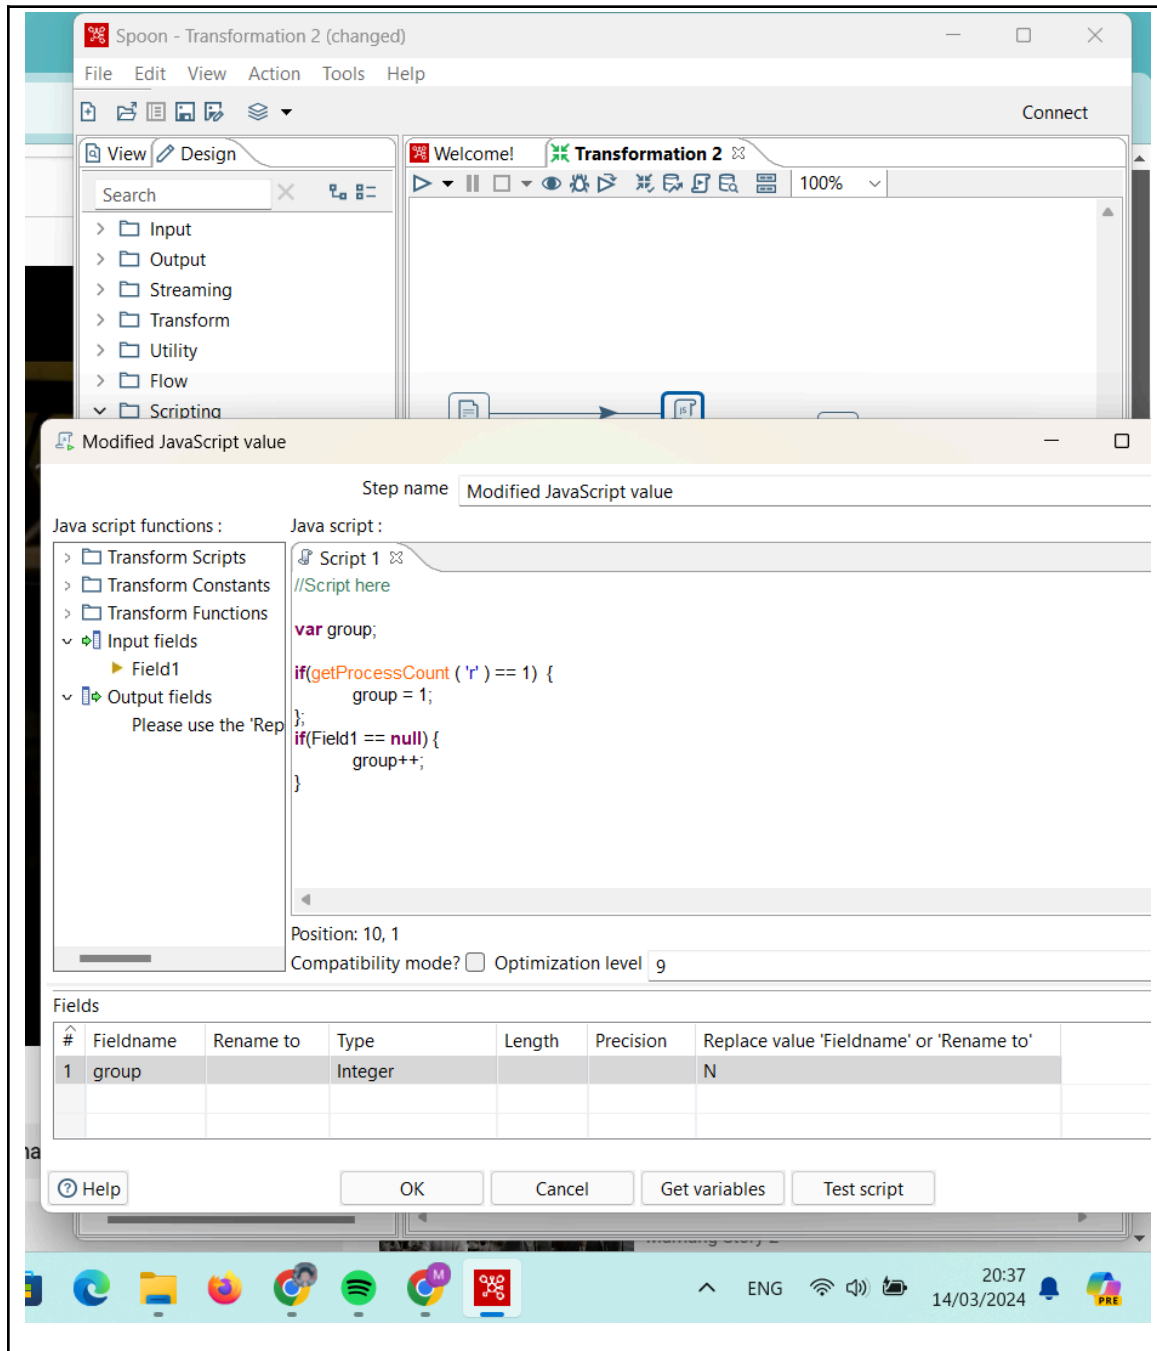 Spoon - Transformation 2 (changed)
File Edit View Action Tools Help
Connect
View Design
Welcome! Transformation 2
Search
100%
Input
Output
Streaming
Transform
Utility
Flow
Scripting
Modified JavaScript value
Step name Modified JavaScript value
Java script functions :
Java script :
Transform Scripts
Transform Constants
Transform Functions
Input fields
Field1
Output fields
Please use the 'Rep
Script 1
//Script here
var group;
if(getProcessCount ( 'r' ) == 1) {
group = 1;
};
if(Field1 == null) {
group++;
}
Position: 10, 1
Compatibility mode? Optimization level 9
Fields
# Fieldname Rename to Type Length Precision Replace value 'Fieldname' or 'Rename to'
1 group Integer N
Help OK Cancel Get variables Test script
ENG
20:37
14/03/2024
M
PRE